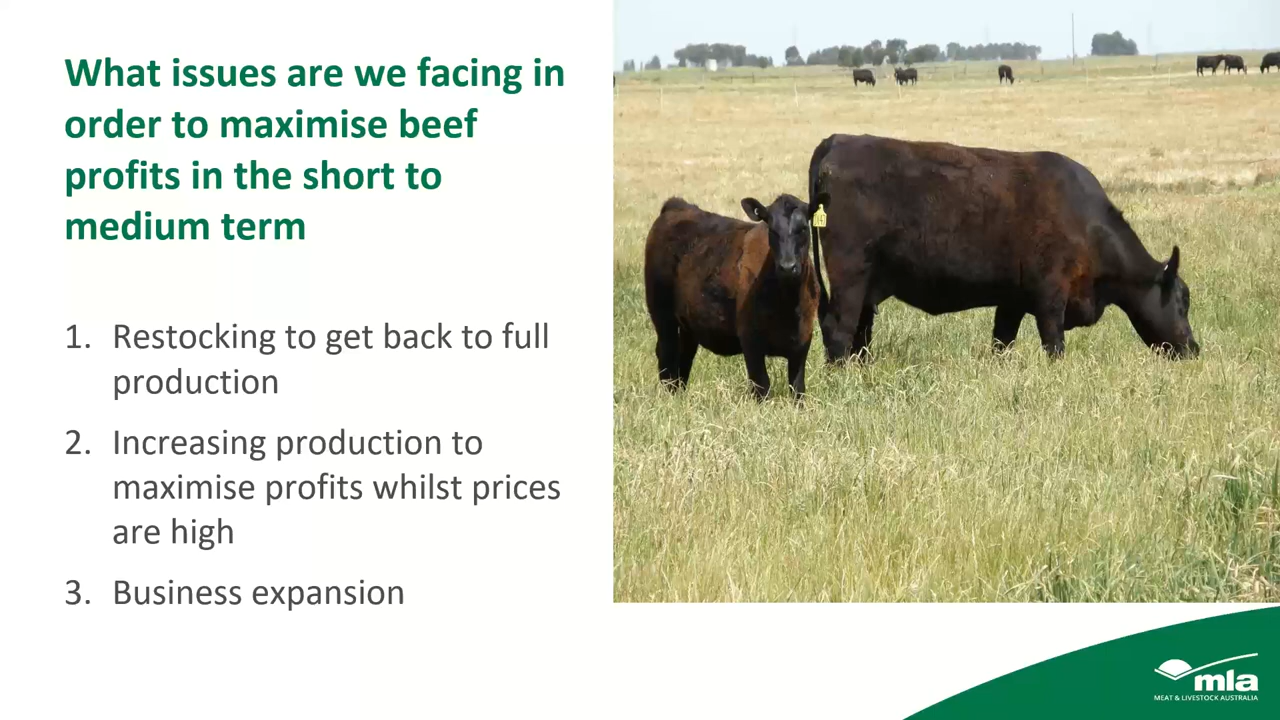 What issues are we facing in
order to maximise beef
profits in the short to
medium term
1. Restocking to get back to full
production
2. Increasing production to
maximise profits whilst prices
are high
3. Business expansion
mla
MEAT & LIVESTOCK AUSTRALIA